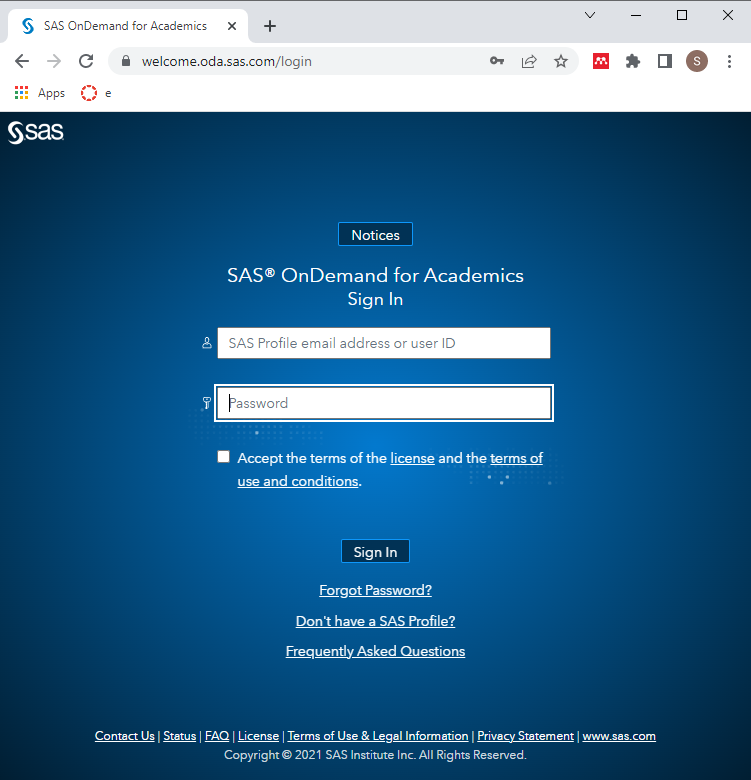 SAS OnDemand for Academics
welcome.oda.sas.com/login
S
Apps
e
sas
Notices
SAS® OnDemand for Academics
Sign In
SAS Profile email address or user ID
Password
Accept the terms of the license and the terms of
use and conditions.
Sign In
Forgot Password?
Don't have a SAS Profile?
Frequently Asked Questions
Contact Us | Status | FAQ | License | Terms of Use & Legal Information | Privacy Statement | www.sas.com
Copyright © 2021 SAS Institute Inc. All Rights Reserved.